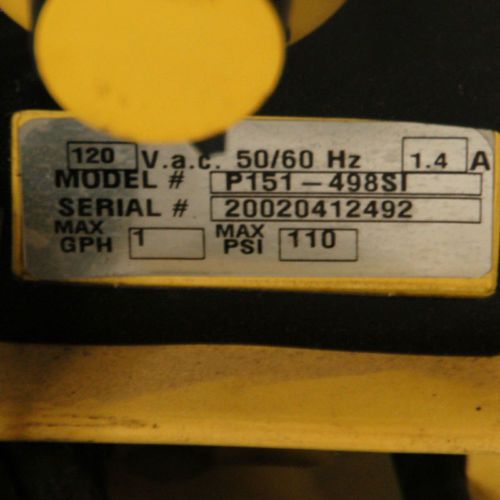 120 V.a.c. 50/60 Hz 1.4 A
MODEL # P151-498SI
SERIAL # 20020412492
MAX GPH 1 MAX PSI 110